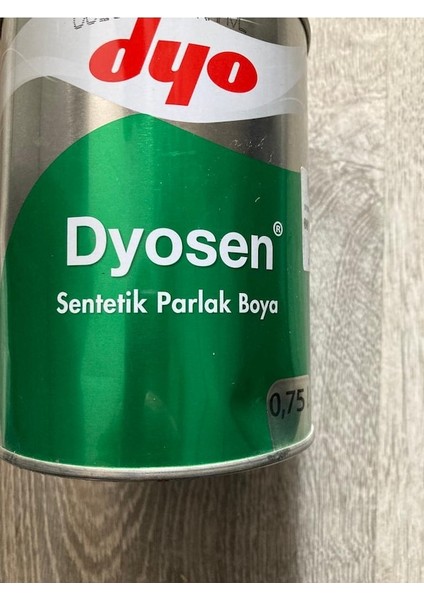 dyo
Dyosen®
Sentetik Parlak Boya
0,75